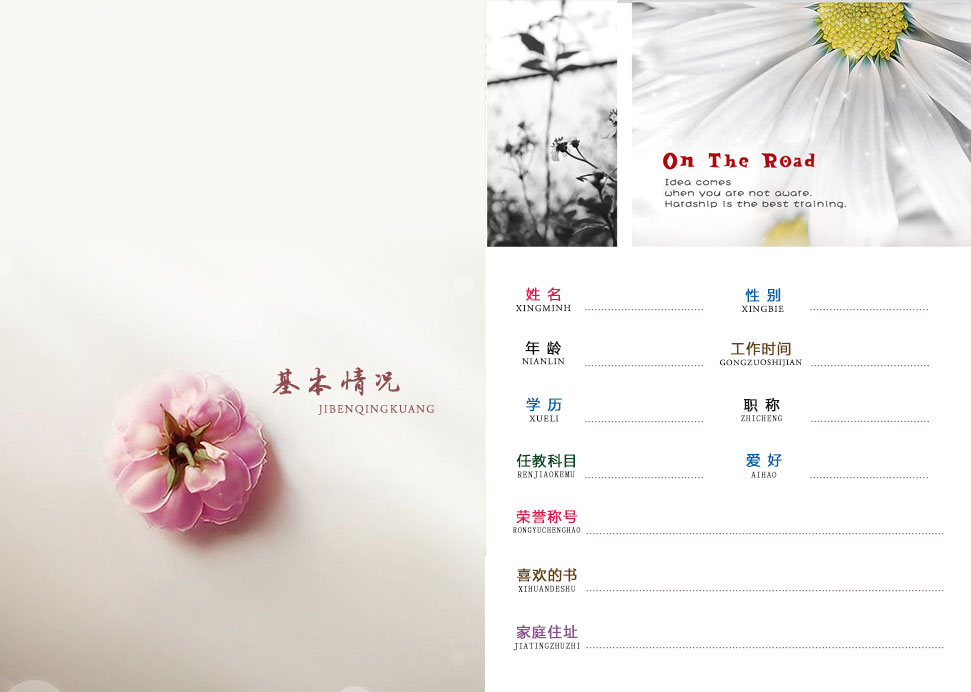 基本情况
JIBENQINGKUANG
On The Road
Idea comes
when you are not aware.
Hardship is the best training.
姓 名
XINGMINH
性 别
XINGBIE
年 龄
NIANLIN
工作时间
GONGZUOSHIJIAN
学 历
XUELI
职 称
ZHICHENG
任教科目
RENJIAOKEMU
爱 好
AIHAO
荣誉称号
RONGYUCHENGHAO
喜欢的书
XIHUANDESHU
家庭住址
JIATINGZHUZHI